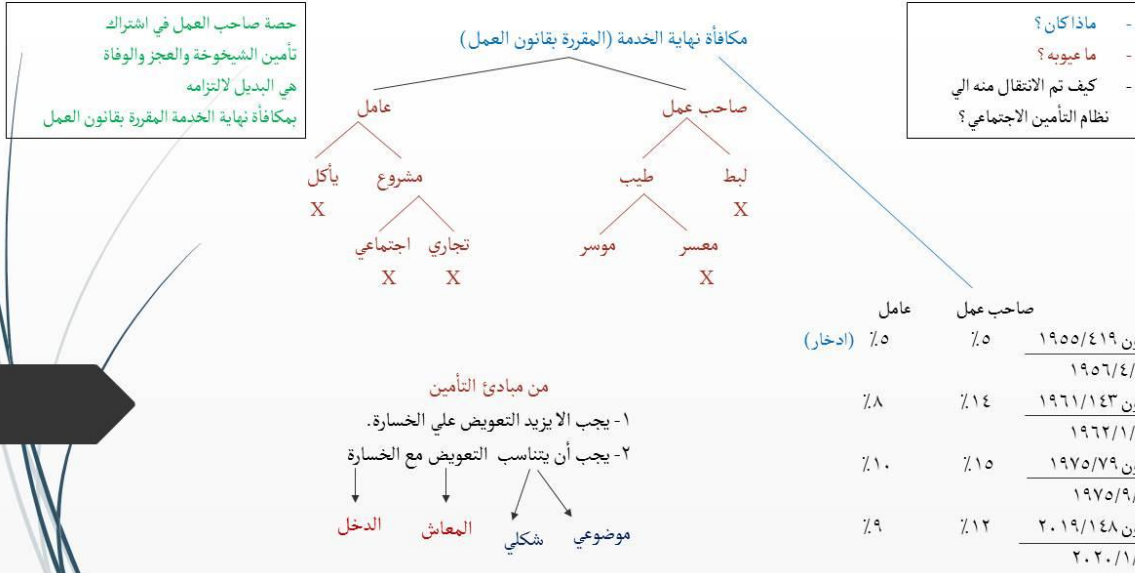 - ماذا كان ؟
- ما عيوبه ؟
- كيف تم الانتقال منه الي
نظام التأمين الاجتماعي ؟
مكافأة نهاية الخدمة (المقررة بقانون العمل)
حصة صاحب العمل في اشتراك
تأمين الشيخوخة والعجز والوفاة
هي البديل لالتزامه
بمكافأة نهاية الخدمة المقررة بقانون العمل
صاحب عمل عامل
لبط طيب مشروع يأكل
X X
معسر موسر تجاري اجتماعي
X X X
صاحب عمل عامل
ون ١٩٥٥/٤١٩ ٥٪ ٥٪ (ادخار)
١٩٥٦/٤/
ون ١٩٦١/١٤٣ ١٤٪ ٨٪
١٩٦٢/١/
ون ١٩٧٥/٧٩ ١٥٪ ١٠٪
١٩٧٥/٩/
ون ٢٠١٩/١٤٨ ١٢٪ ٩٪
٢٠٢٠/١/
من مبادئ التأمين
١- يجب الا يزيد التعويض علي الخسارة.
٢- يجب أن يتناسب التعويض مع الخسارة
موضوعي شكلي المعاش الدخل